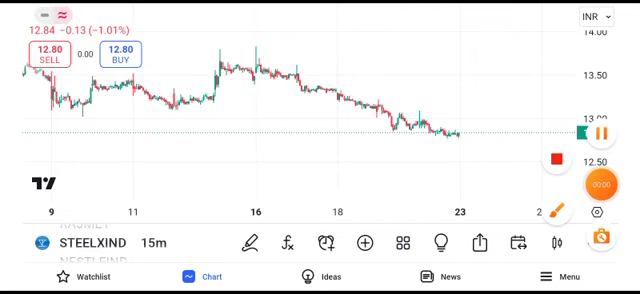 INR
12.84 −0.13 (−1.01%)
14.00
12.80
SELL
0.00
12.80
BUY
13.50
13.00
12.50
00:00
9
11
16
18
23
2
STEELXIND
15m
NESTLEIND
Watchlist
Chart
Ideas
News
Menu